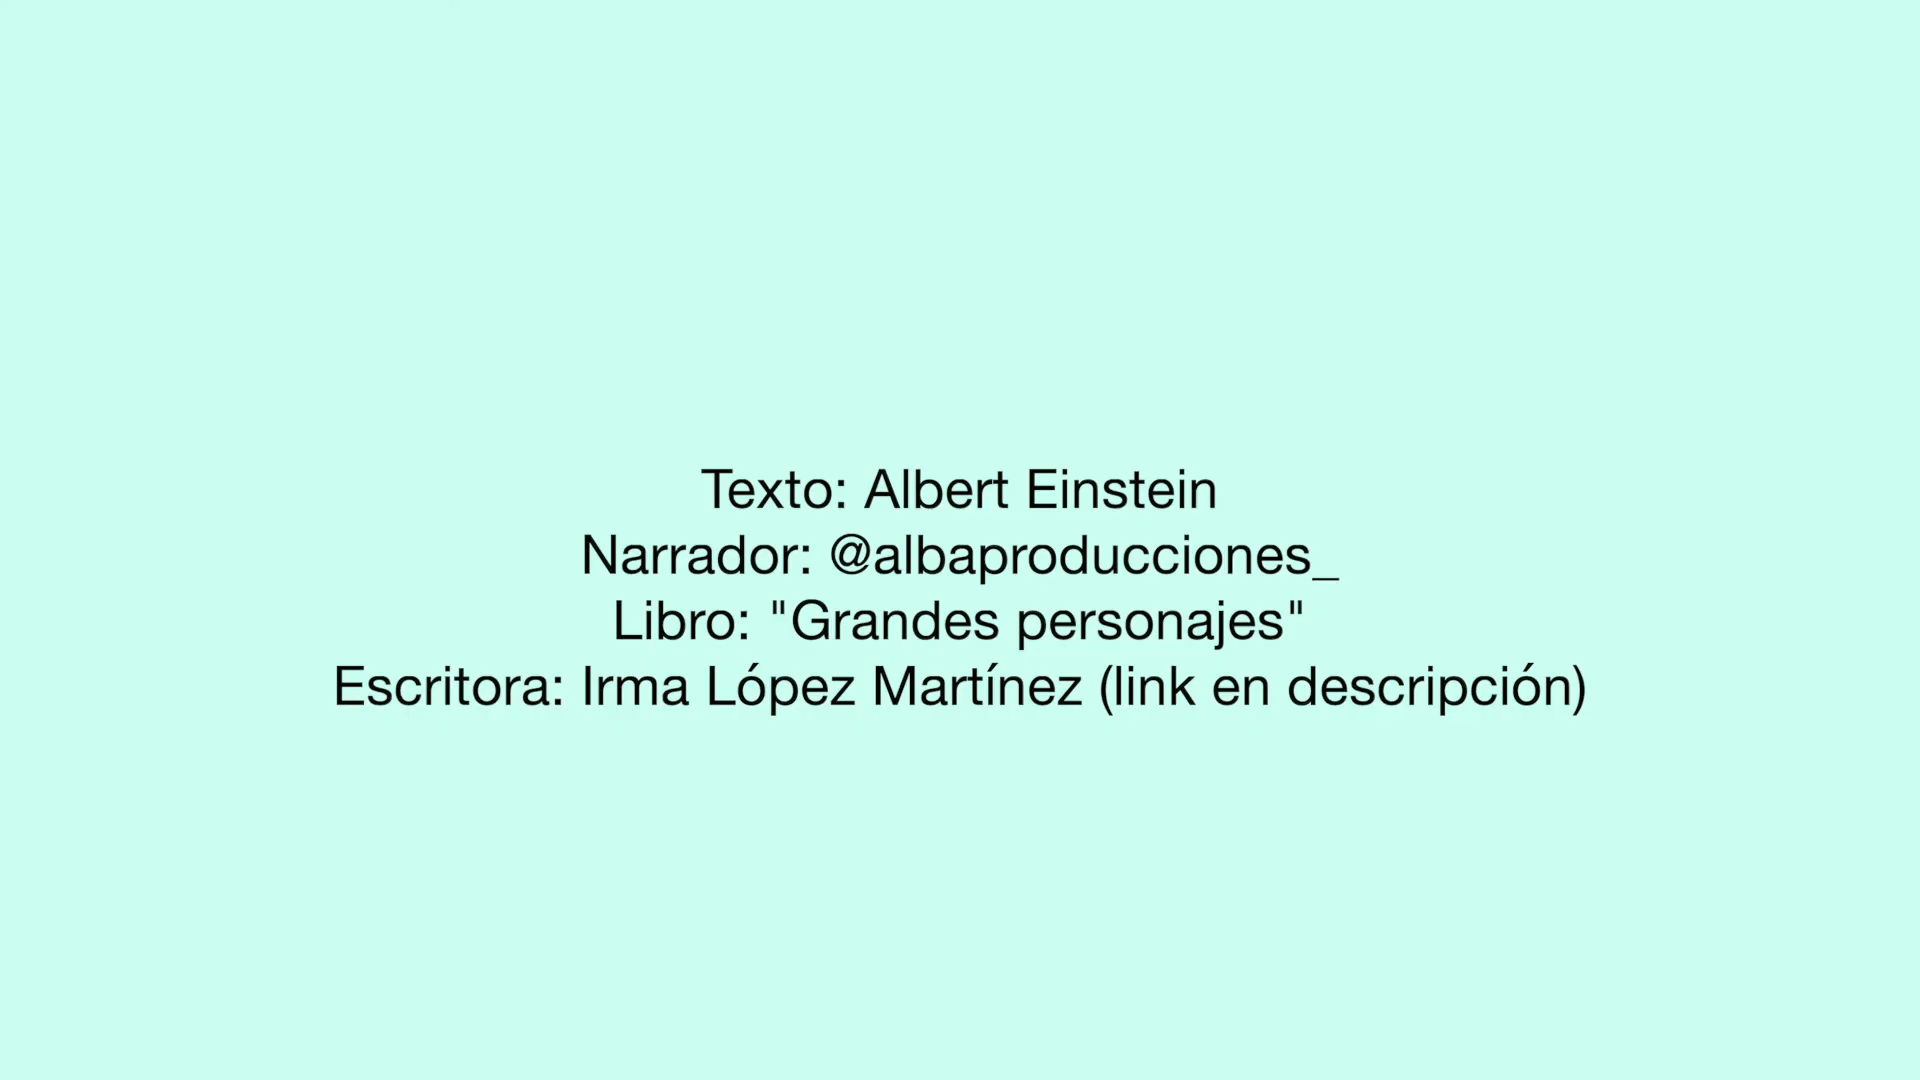 Texto: Albert Einstein
Narrador: @albaproducciones_
Libro: "Grandes personajes"
Escritora: Irma López Martínez (link en descripción)